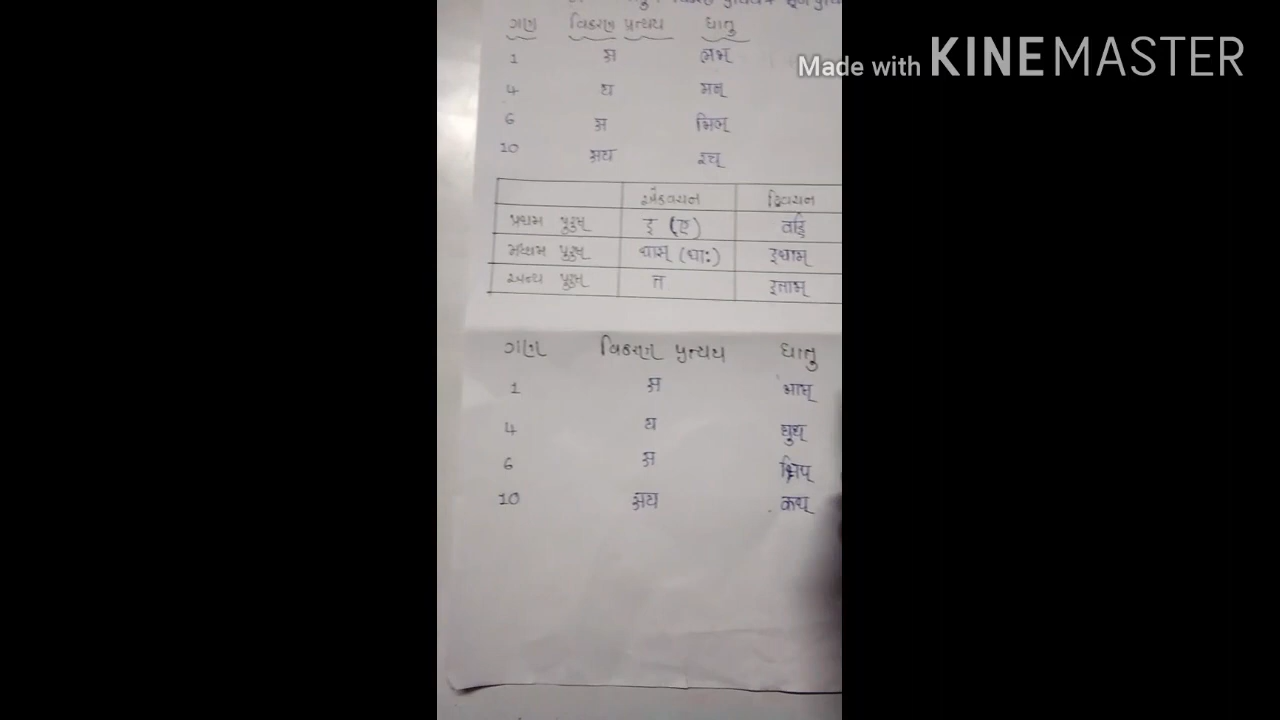 Made with KINEMASTER
ગણ વિકરણ પ્રત્યય ધાતુ
1 अ लभ्
4 य मन्
6 अ मिल्
10 अय रच्
એકવચન દ્વિવચન
પ્રથમ પુરુષ इ (ए) वहि
મધ્યમ પુરુષ थास् (थाः) इथाम्
અન્ય પુરુષ त इताम्
ગણ વિકરણ પ્રત્યય ધાતુ
1 अ भाष्
4 य युध्
6 अ क्षिप्
10 अय कथ्